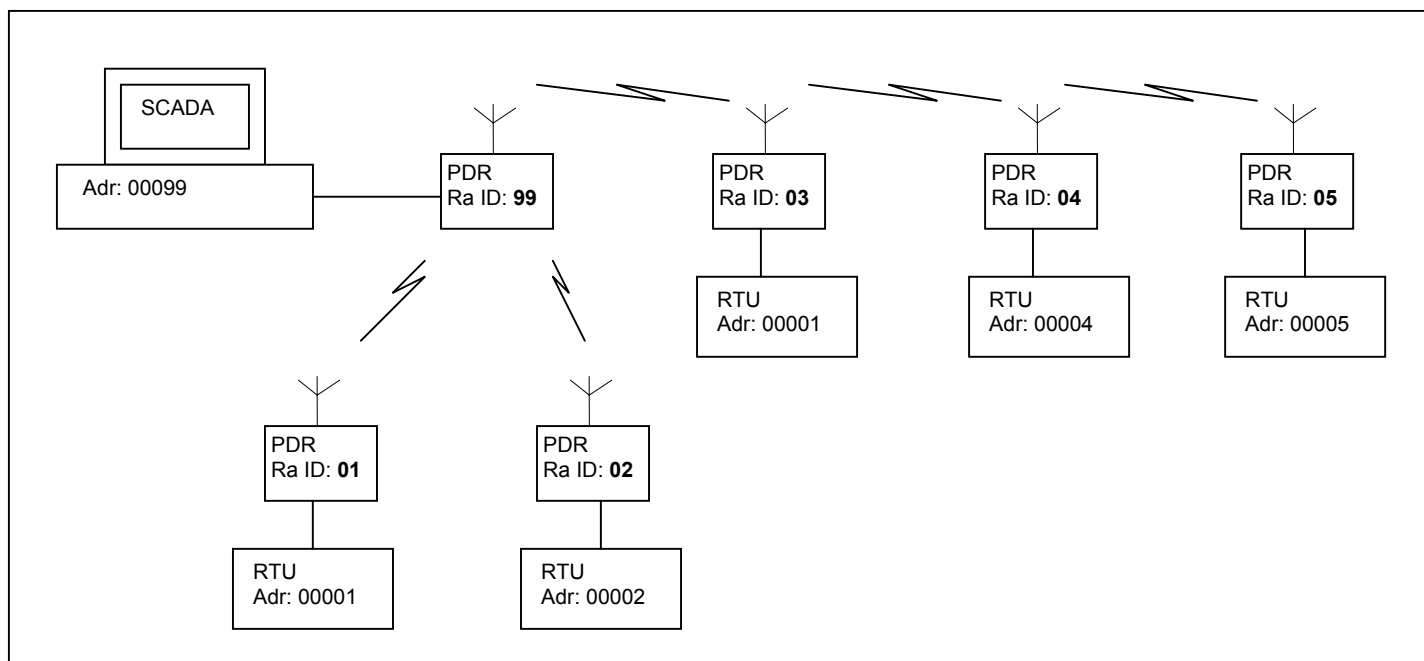 SCADA
Adr: 00099
PDR
Ra ID: 99
PDR
Ra ID: 03
PDR
Ra ID: 04
PDR
Ra ID: 05
RTU
Adr: 00001
RTU
Adr: 00004
RTU
Adr: 00005
PDR
Ra ID: 01
PDR
Ra ID: 02
RTU
Adr: 00001
RTU
Adr: 00002